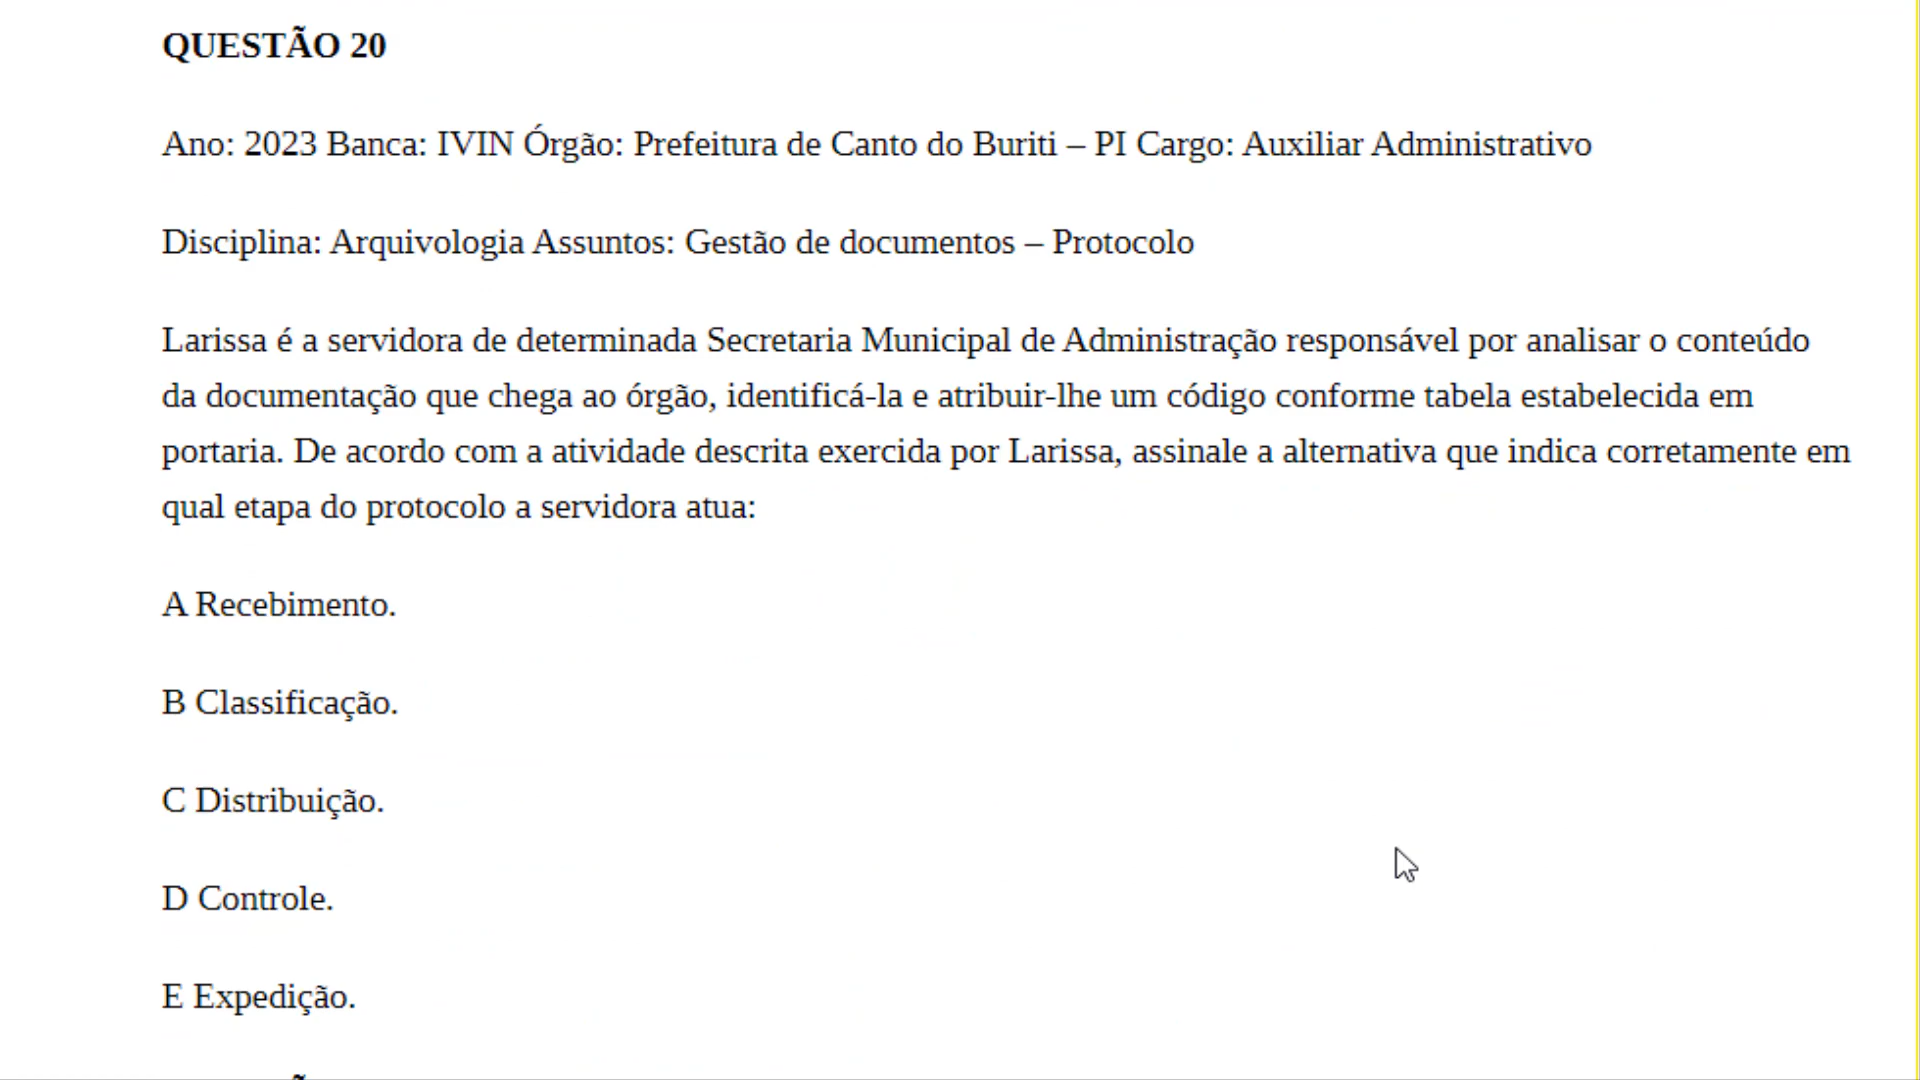 QUESTÃO 20
Ano: 2023 Banca: IVIN Órgão: Prefeitura de Canto do Buriti – PI Cargo: Auxiliar Administrativo
Disciplina: Arquivologia Assuntos: Gestão de documentos – Protocolo
Larissa é a servidora de determinada Secretaria Municipal de Administração responsável por analisar o conteúdo
da documentação que chega ao órgão, identificá-la e atribuir-lhe um código conforme tabela estabelecida em
portaria. De acordo com a atividade descrita exercida por Larissa, assinale a alternativa que indica corretamente em
qual etapa do protocolo a servidora atua:
A Recebimento.
B Classificação.
C Distribuição.
D Controle.
E Expedição.